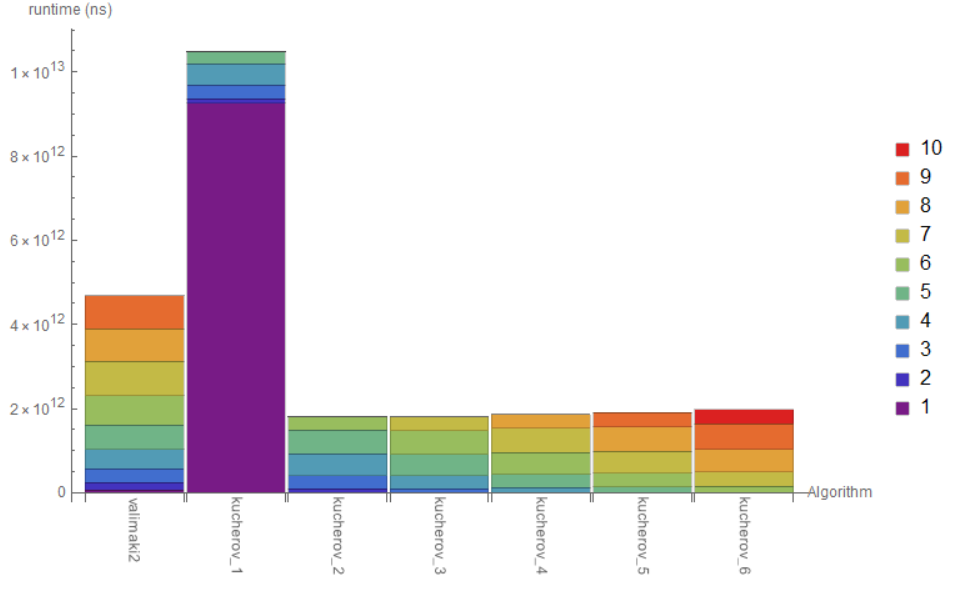 runtime (ns)
1 × 10^13
8 × 10^12
6 × 10^12
4 × 10^12
2 × 10^12
0
Algorithm
valimaki2
kucherov_1
kucherov_2
kucherov_3
kucherov_4
kucherov_5
kucherov_6
10
9
8
7
6
5
4
3
2
1